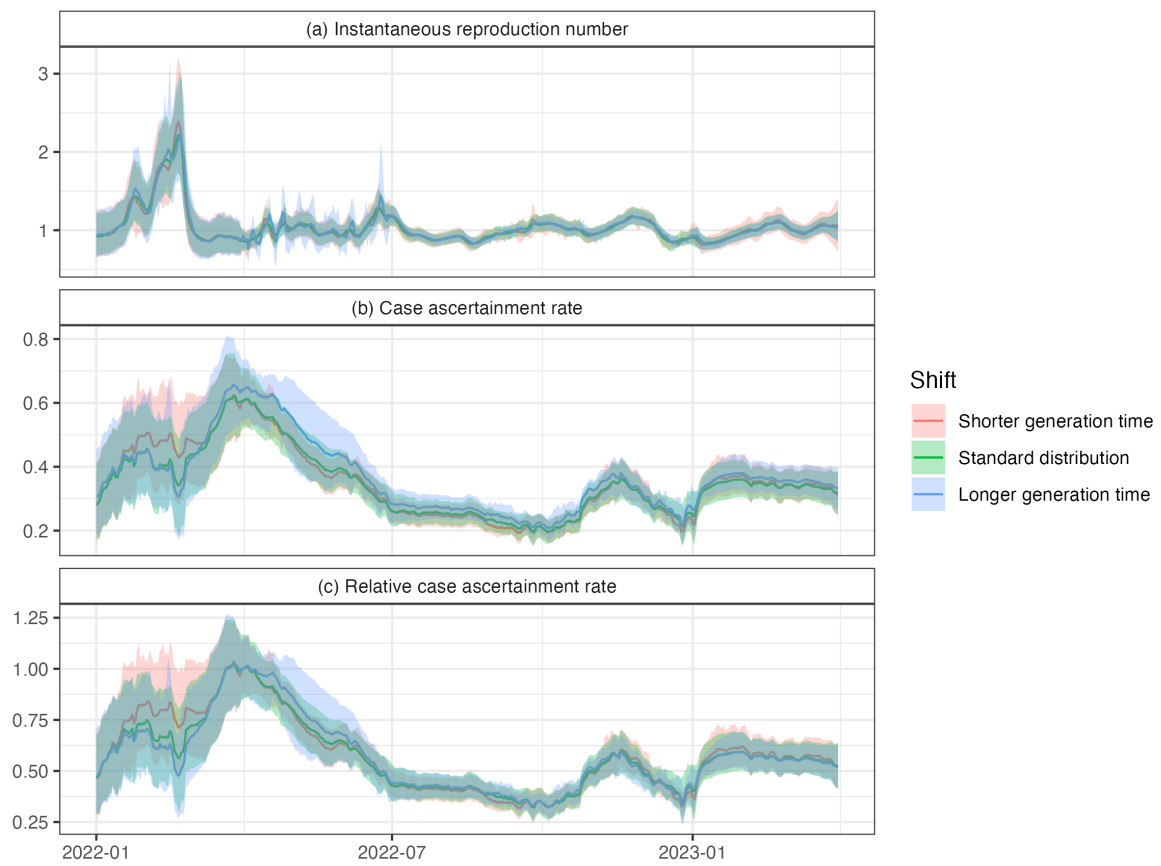 (a) Instantaneous reproduction number
3
2
1
(b) Case ascertainment rate
0.8
0.6
0.4
0.2
(c) Relative case ascertainment rate
1.25
1.00
0.75
0.50
0.25
2022-01 2022-07 2023-01
Shift
Shorter generation time
Standard distribution
Longer generation time